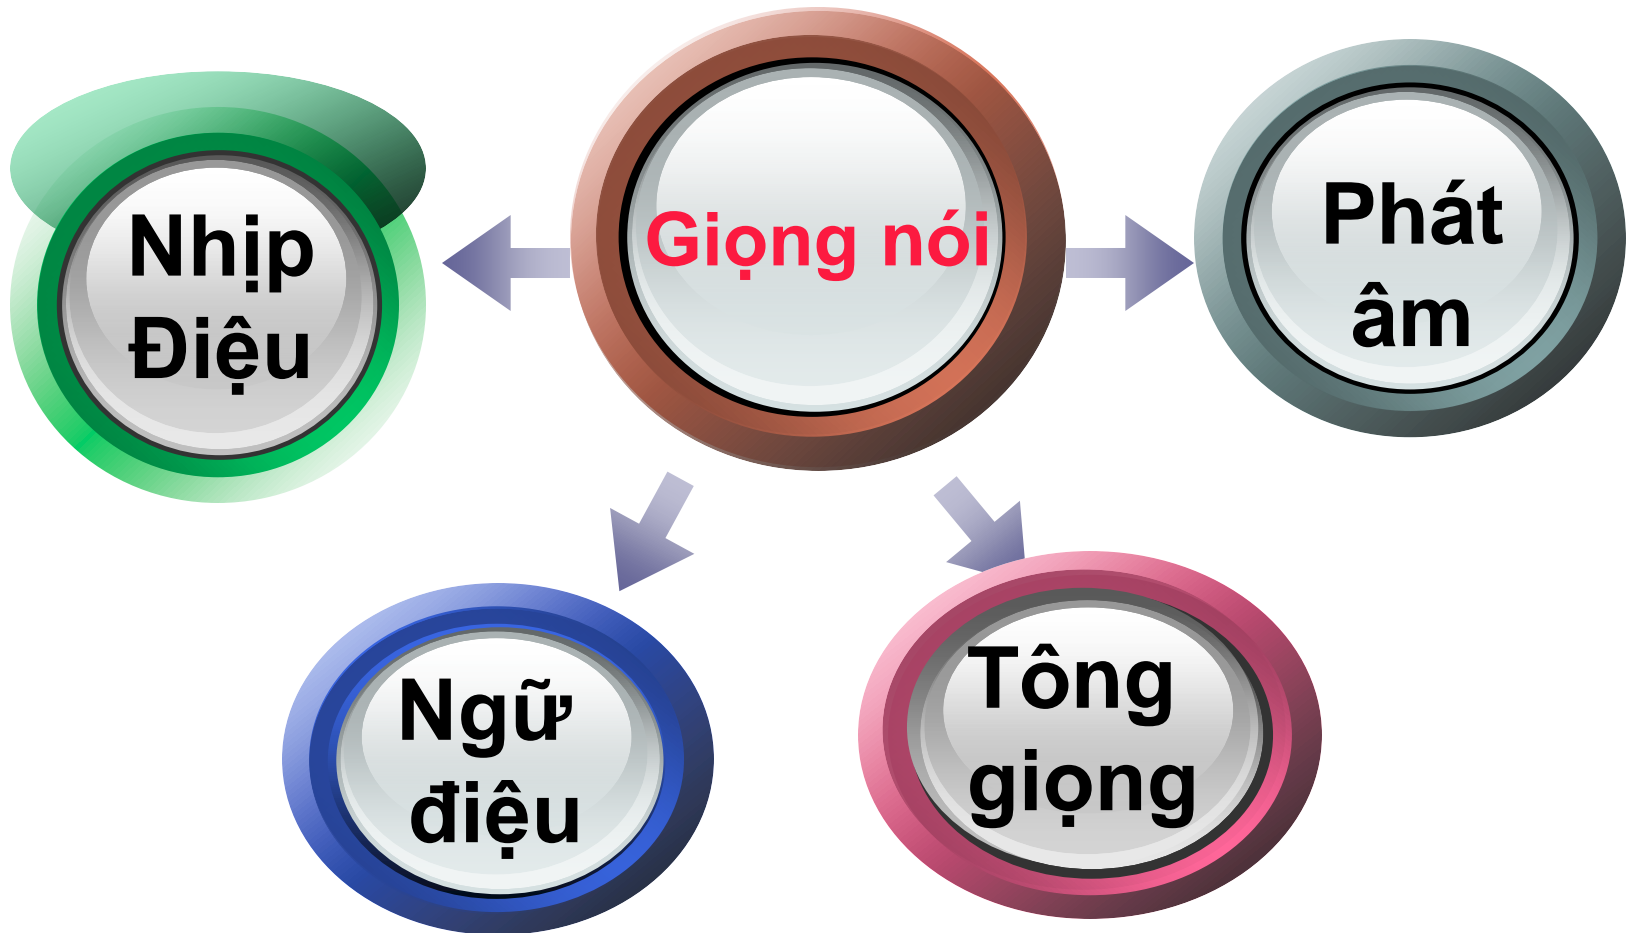 Giọng nói
Nhịp
Điệu
Phát
âm
Ngữ
điệu
Tông
giọng